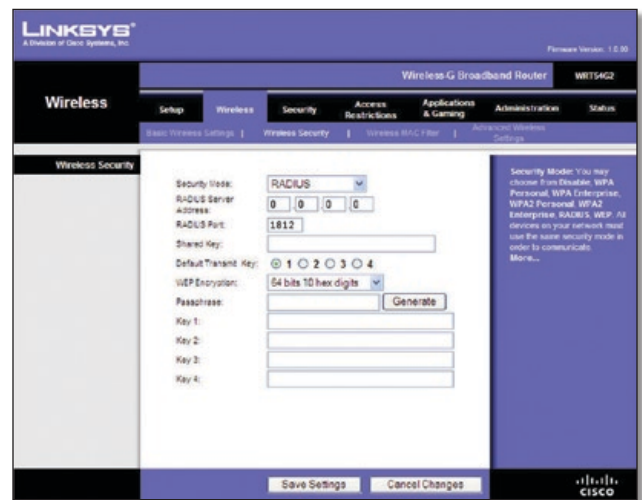 LINKSYS®
A Division of Cisco Systems, Inc.
Firmware Version: 1.0.00
Wireless-G Broadband Router WRT54G2
Wireless
Setup Wireless Security Access Restrictions Applications & Gaming Administration Status
Basic Wireless Settings | Wireless Security | Wireless MAC Filter | Advanced Wireless Settings
Wireless Security
Security Mode: RADIUS
RADIUS Server Address: 0 0 0 0
RADIUS Port: 1812
Shared Key:
Default Transmit Key: 1 2 3 4
WEP Encryption: 64 bits 10 hex digits
Passphrase: Generate
Key 1:
Key 2:
Key 3:
Key 4:
Security Mode: You may
choose from Disable, WPA
Personal, WPA Enterprise,
WPA2 Personal, WPA2
Enterprise, RADIUS, WEP. All
devices on your network must
use the same security mode in
order to communicate.
More...
Save Settings Cancel Changes
CISCO